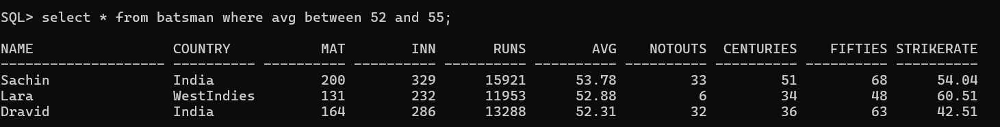 SQL> select * from batsman where avg between 52 and 55;
NAME                 COUNTRY           MAT        INN       RUNS        AVG    NOTOUTS  CENTURIES    FIFTIES STRIKERATE
-------------------- ---------- ---------- ---------- ---------- ---------- ---------- ---------- ---------- ----------
Sachin               India             200        329      15921      53.78         33         51         68      54.04
Lara                 WestIndies        131        232      11953      52.88          6         34         48      60.51
Dravid               India             164        286      13288      52.31         32         36         63      42.51